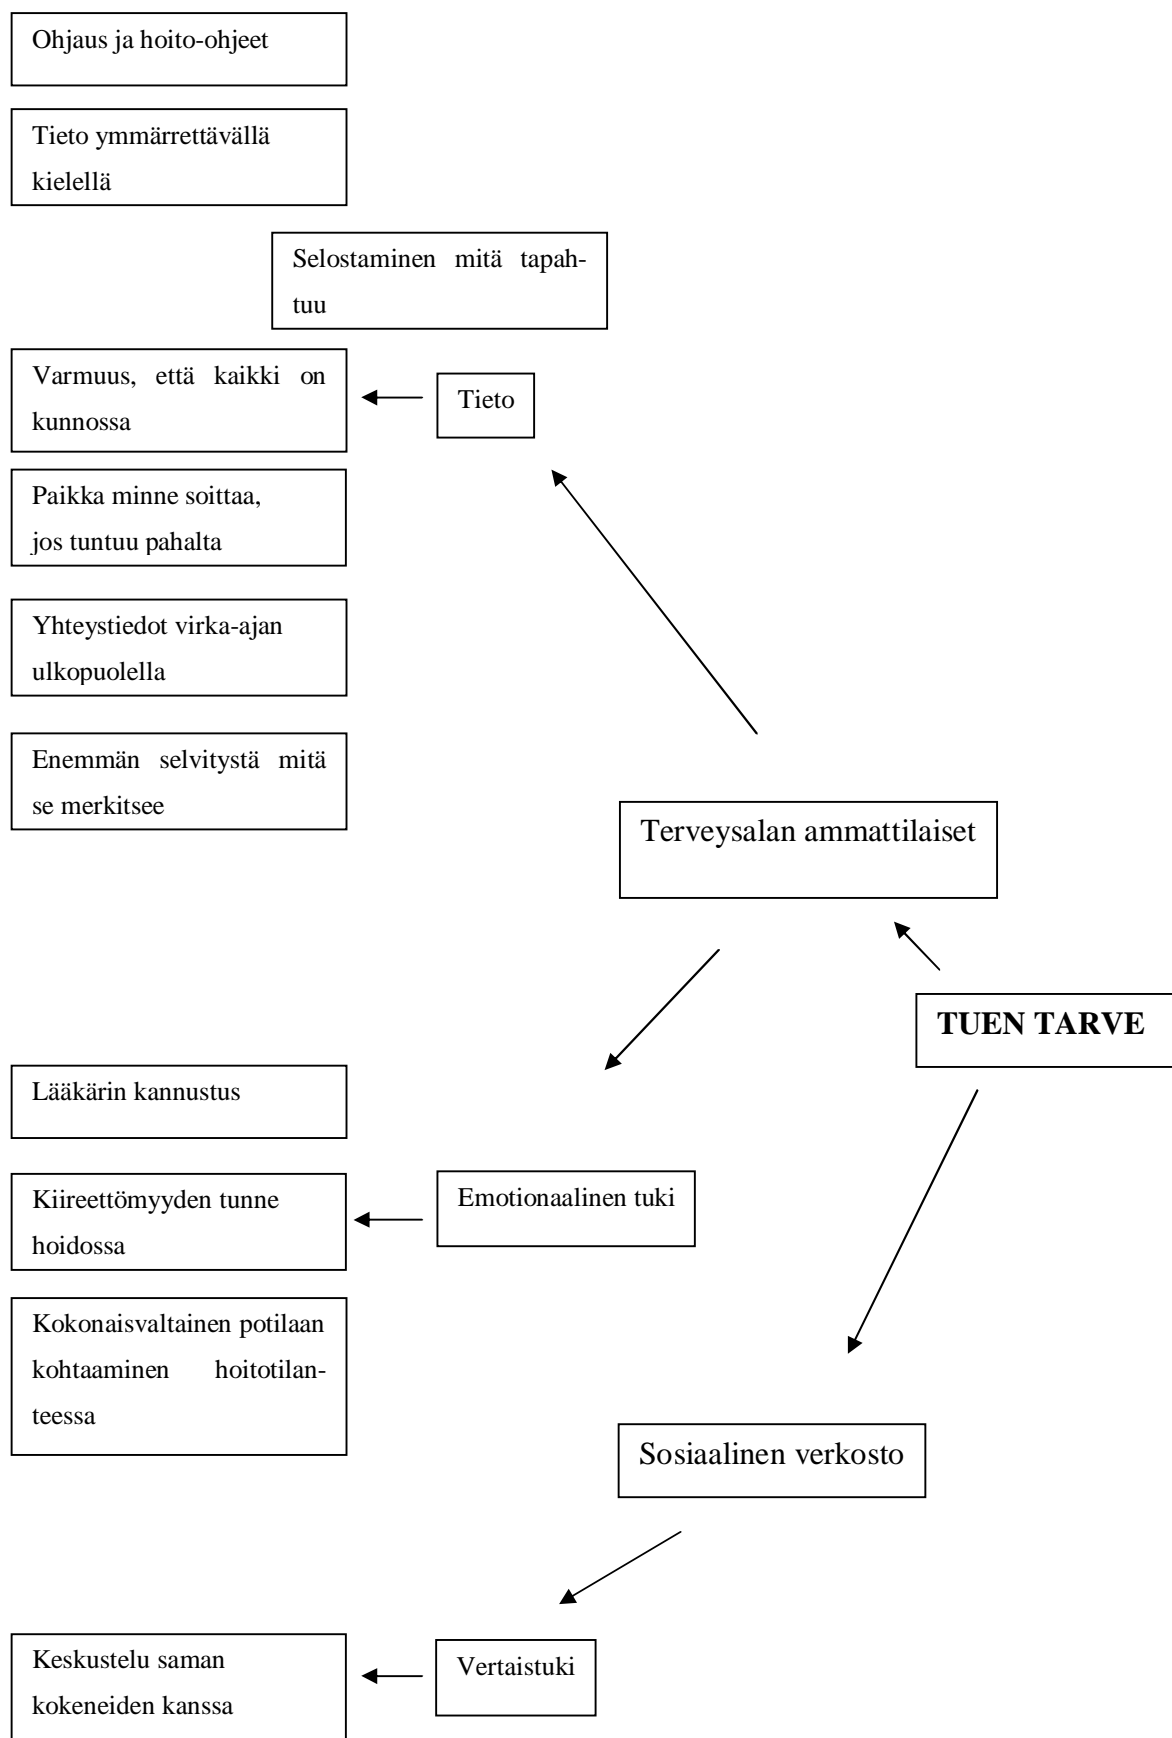 Ohjaus ja hoito-ohjeet
Tieto ymmärrettävällä
kielellä
Selostaminen mitä tapah-
tuu
Varmuus, että kaikki on
kunnossa
Tieto
Paikka minne soittaa,
jos tuntuu pahalta
Yhteystiedot virka-ajan
ulkopuolella
Enemmän selvitystä mitä
se merkitsee
Terveysalan ammattilaiset
TUEN TARVE
Lääkärin kannustus
Kiireettömyyden tunne
hoidossa
Emotionaalinen tuki
Kokonaisvaltainen potilaan
kohtaaminen hoitotilan-
teessa
Sosiaalinen verkosto
Keskustelu saman
kokeneiden kanssa
Vertaistuki